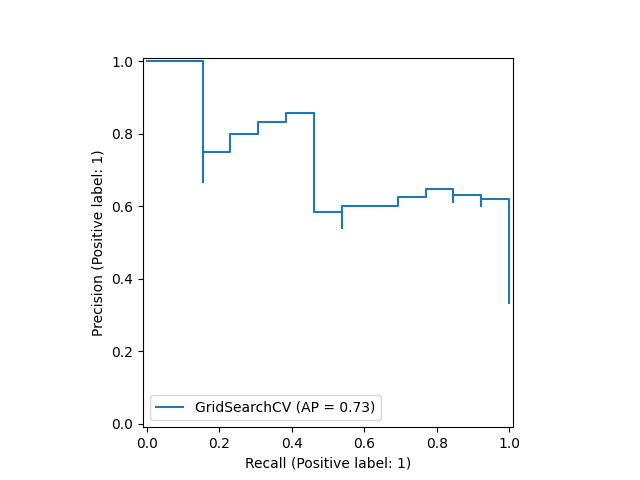 1.0
0.8
0.6
0.4
0.2
0.0
Precision (Positive label: 1)
GridSearchCV (AP = 0.73)
0.0 0.2 0.4 0.6 0.8 1.0
Recall (Positive label: 1)